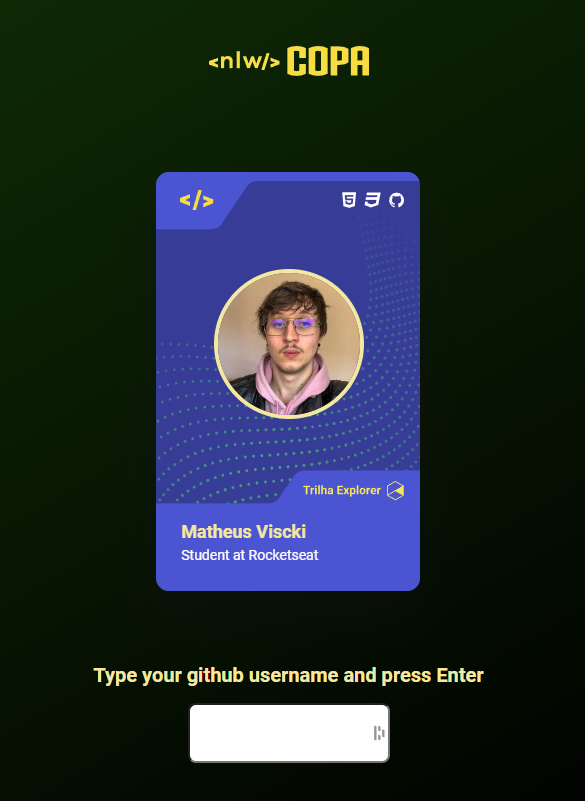 <nlw/> COPA
</>
Trilha Explorer
Matheus Viscki
Student at Rocketseat
Type your github username and press Enter